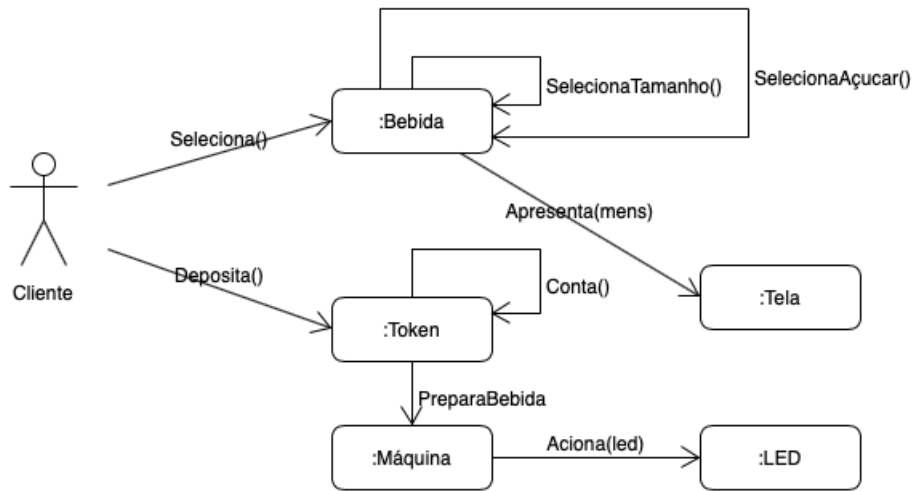 SelecionaTamanho()
SelecionaAçucar()
:Bebida
Seleciona()
Apresenta(mens)
Deposita()
Conta()
Cliente
:Tela
:Token
PreparaBebida
Aciona(led)
:Máquina
:LED